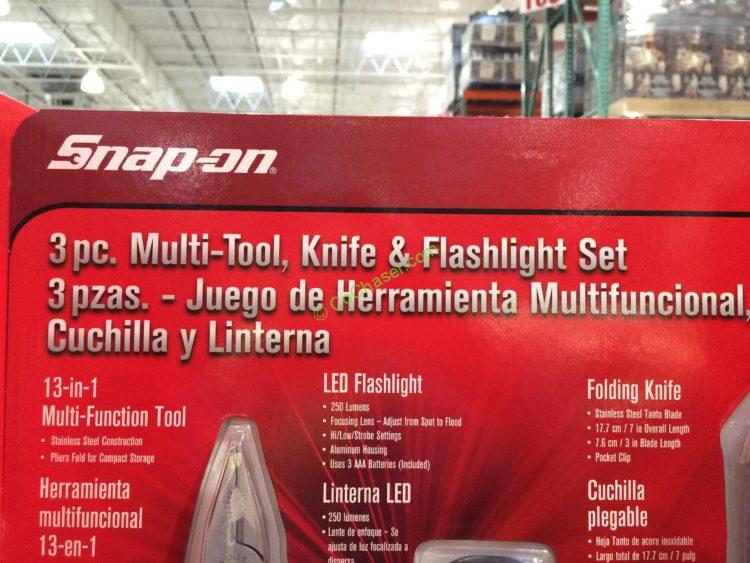 Snap-on®
3 pc. Multi-Tool, Knife & Flashlight Set
3 pzas. - Juego de Herramienta Multifuncional,
Cuchilla y Linterna
© CoChaser.com
13-in-1
Multi-Function Tool
• Stainless Steel Construction
• Pliers Fold for Compact Storage
Herramienta
multifuncional
13-en-1
LED Flashlight
• 250 Lumens
• Focusing Lens – Adjust from Spot to Flood
• Hi/Low/Strobe Settings
• Aluminum Housing
• Uses 3 AAA Batteries (Included)
Linterna LED
• 250 lúmenes
• Lente de enfoque – Se
ajusta de luz focalizada a
dispersa
Folding Knife
• Stainless Steel Tanto Blade
• 17.7 cm / 7 in Overall Length
• 7.6 cm / 3 in Blade Length
• Pocket Clip
Cuchilla
plegable
• Hoja Tanto de acero inoxidable
• Largo total de 17.7 cm / 7 pulg